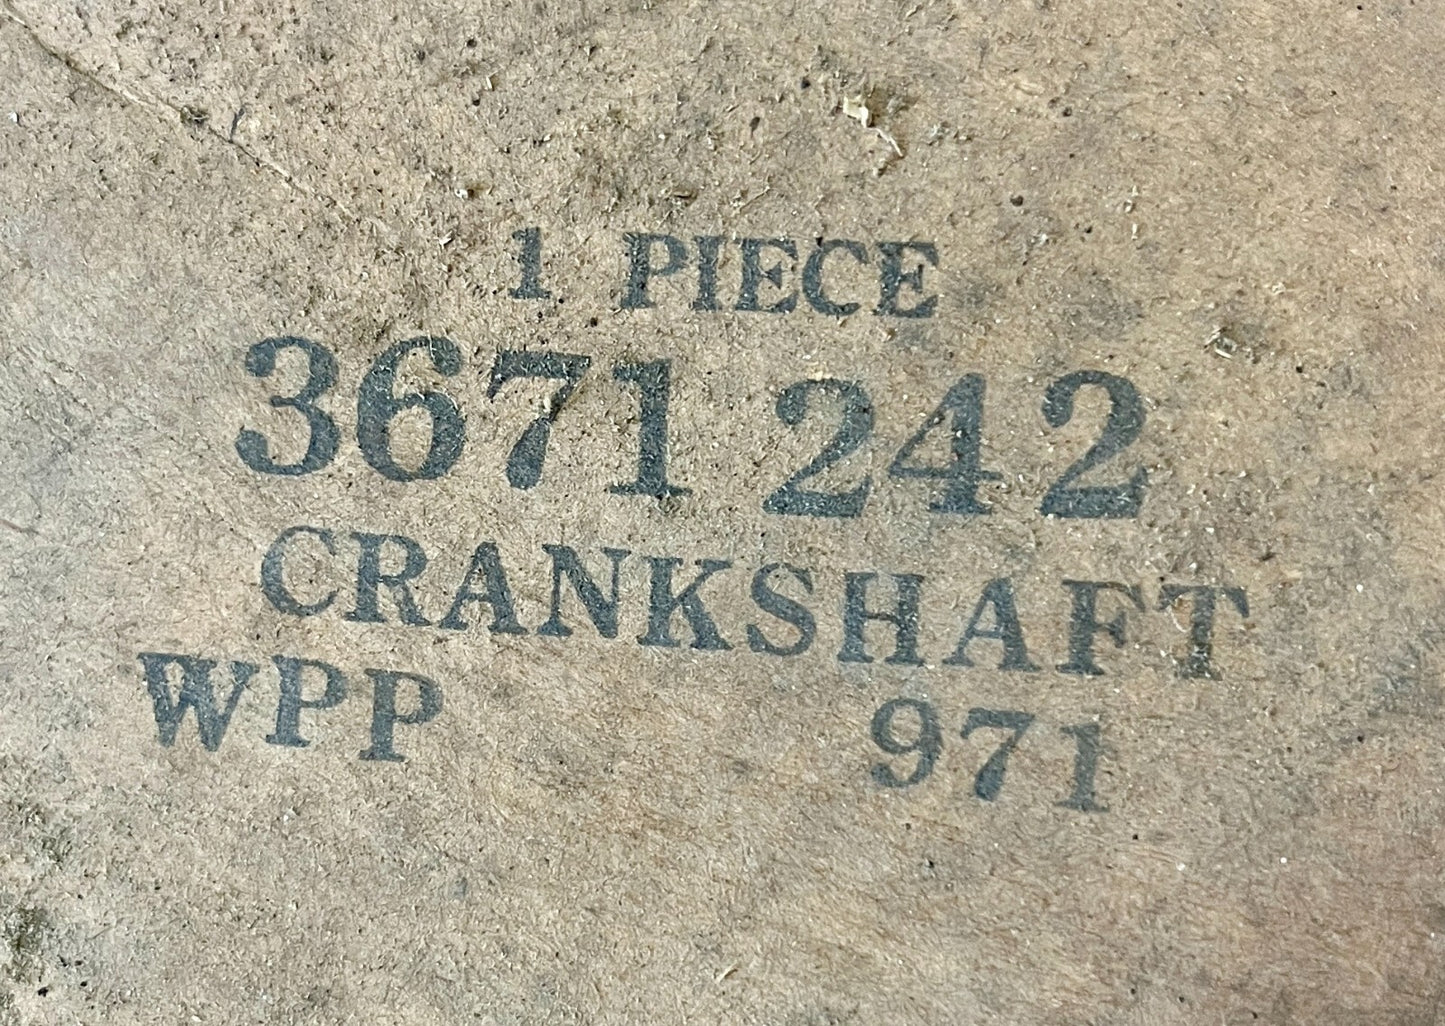 1 PIECE
3671 242
CRANKSHAFT
WPP 971